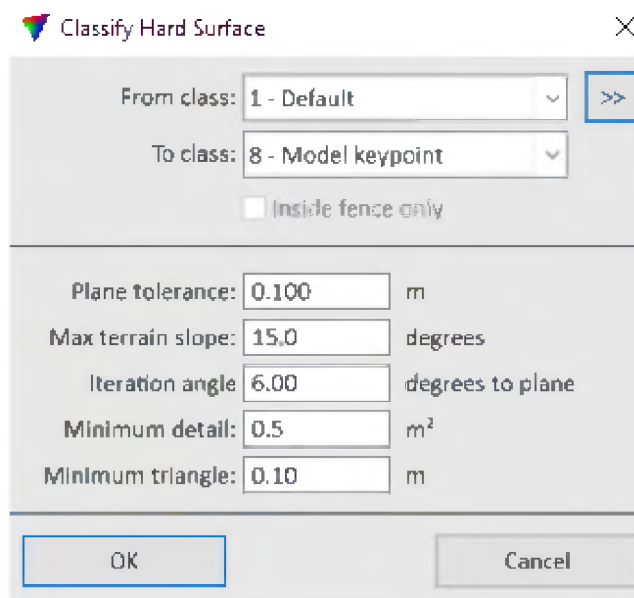 Classify Hard Surface
From class: 1 - Default >>
To class: 8 - Model keypoint
Inside fence only
Plane tolerance: 0.100 m
Max terrain slope: 15.0 degrees
Iteration angle 6.00 degrees to plane
Minimum detail: 0.5 m²
Minimum triangle: 0.10 m
OK Cancel